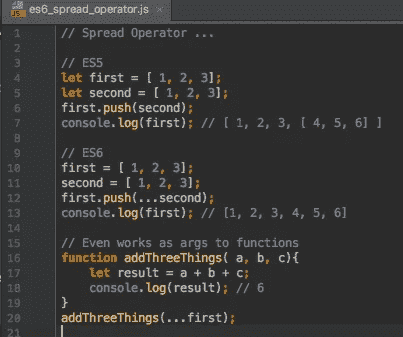 es6_spread_operator.js ×
JS
1 // Spread Operator ...
2
3 // ES5
4 let first = [ 1, 2, 3];
5 let second = [ 1, 2, 3];
6 first.push(second);
7 console.log(first); // [ 1, 2, 3, [ 4, 5, 6] ]
8
9 // ES6
10 first = [ 1, 2, 3];
11 second = [ 1, 2, 3];
12 first.push(...second);
13 console.log(first); // [1, 2, 3, 4, 5, 6]
14
15 // Even works as args to functions
16 function addThreeThings( a, b, c){
17 let result = a + b + c;
18 console.log(result); // 6
19 }
20 addThreeThings(...first);
21